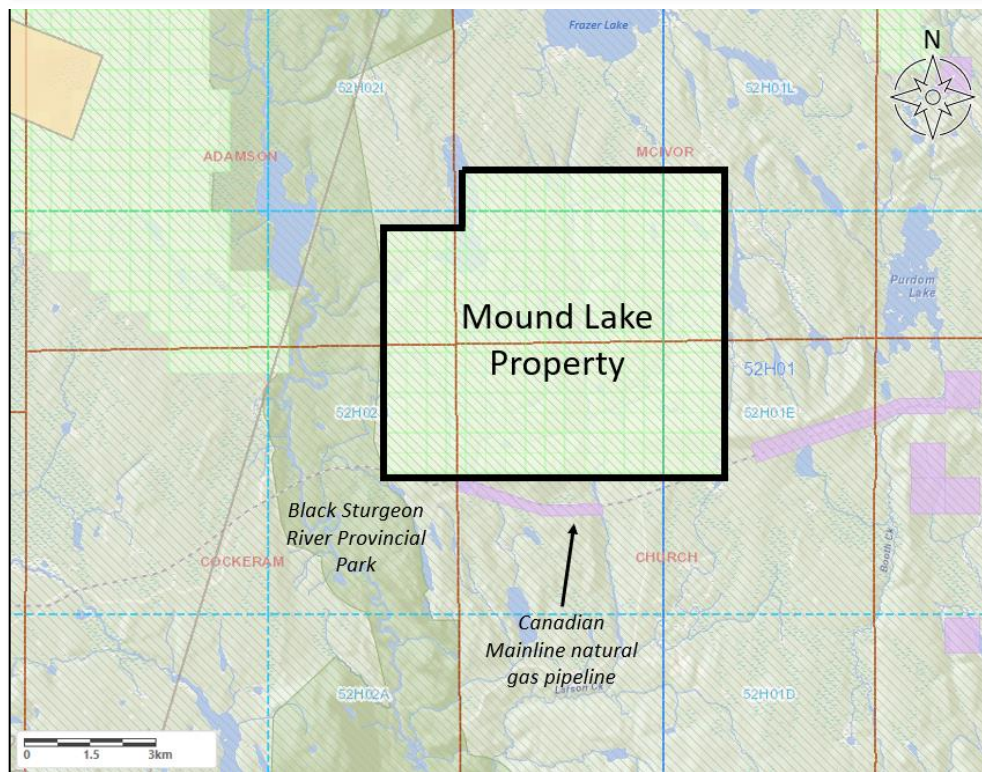 Frazer Lake
N
52H02I
52H01L
ADAMSON
MCIVOR
Purdom
Lake
Mound Lake
Property
52H01
52H02
52H01E
Black Sturgeon
River Provincial
Park
COCKERAM
CHURCH
Booth Ck
Canadian
Mainline natural
gas pipeline
Larson Ck
52H02A
52H01D
0 1.5 3km